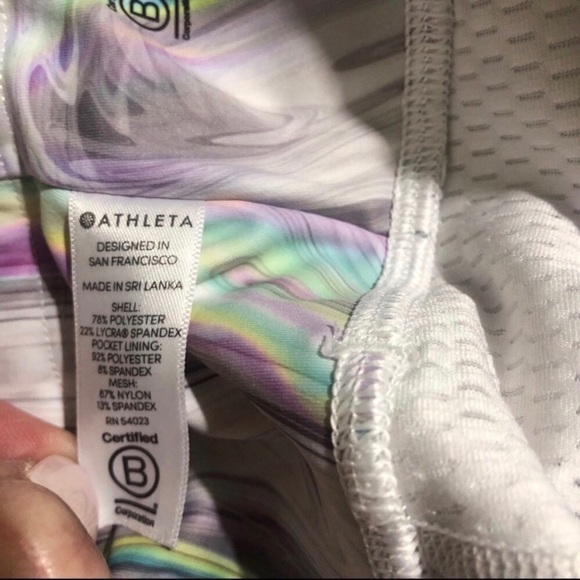 ATHLETA
DESIGNED IN
SAN FRANCISCO
MADE IN SRI LANKA
SHELL:
78% POLYESTER
22% LYCRA® SPANDEX
POCKET LINING:
92% POLYESTER
8% SPANDEX
MESH:
87% NYLON
13% SPANDEX
RN 54023
Certified
B
Corporation
B
Corporation